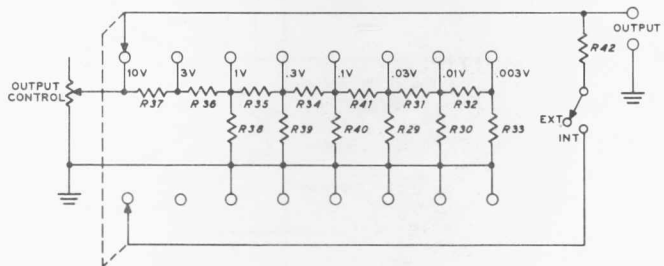 OUTPUT
R42
10V 3V 1V .3V .1V .03V .01V .003V
OUTPUT
CONTROL
R37 R36 R35 R34 R41 R31 R32
R38 R39 R40 R29 R30 R33
EXT
INT